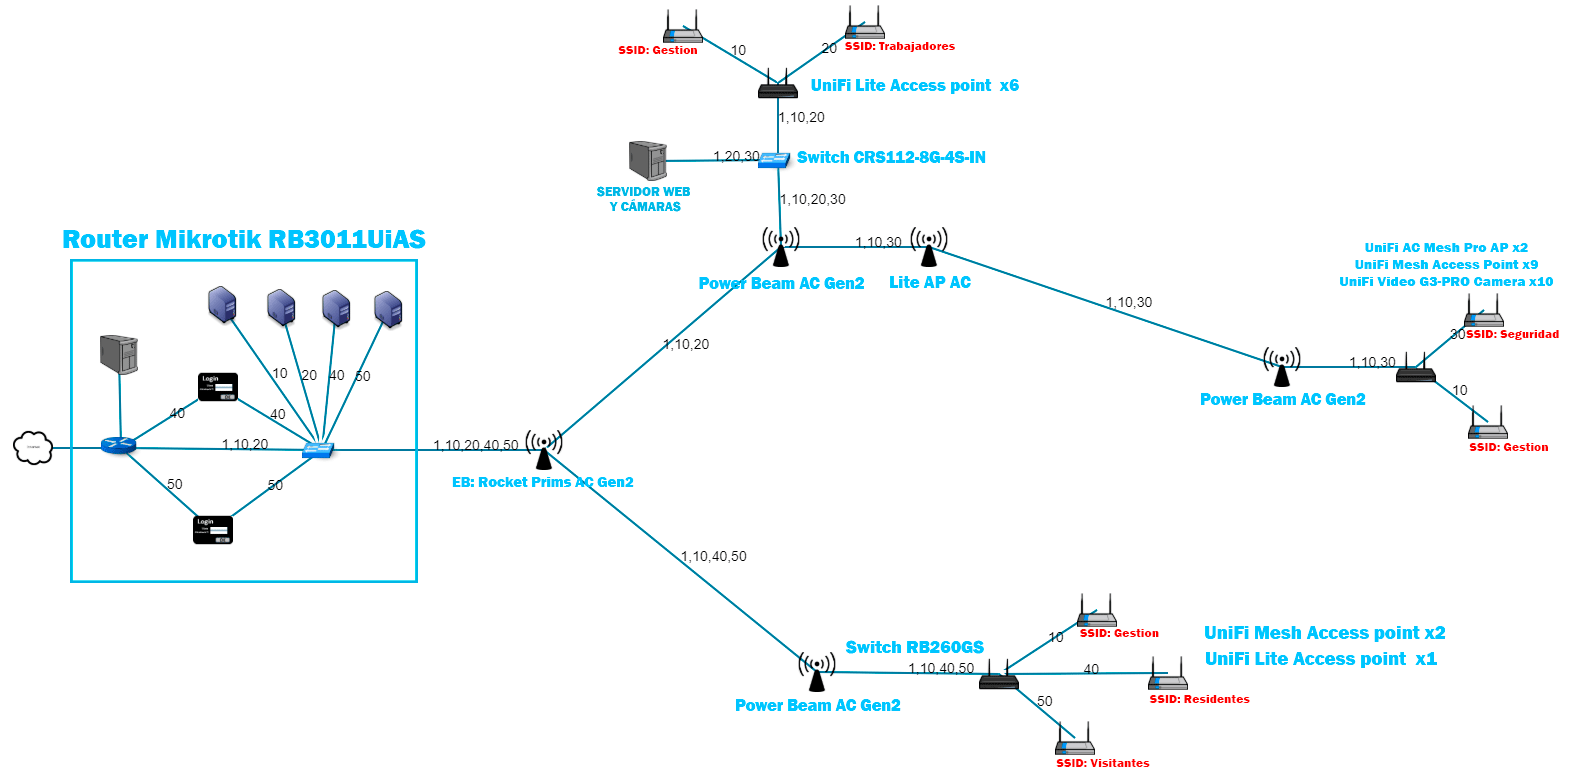 SSID: Gestion
SSID: Trabajadores
10
20
UniFi Lite Access point  x6
1,10,20
1,20,30
Switch CRS112-8G-4S-IN
SERVIDOR WEB
Y CÁMARAS
1,10,20,30
Router Mikrotik RB3011UiAS
1,10,30
Power Beam AC Gen2
Lite AP AC
UniFi AC Mesh Pro AP x2
UniFi Mesh Access Point x9
UniFi Video G3-PRO Camera x10
1,10,30
30
SSID: Seguridad
1,10,20
1,10,30
Power Beam AC Gen2
10
SSID: Gestion
10
20
40
50
Login
OK
40
40
1,10,20
1,10,20,40,50
EB: Rocket Prims AC Gen2
50
50
Login
OK
1,10,40,50
SSID: Gestion
10
Switch RB260GS
UniFi Mesh Access point x2
UniFi Lite Access point  x1
1,10,40,50
40
SSID: Residentes
50
Power Beam AC Gen2
SSID: Visitantes